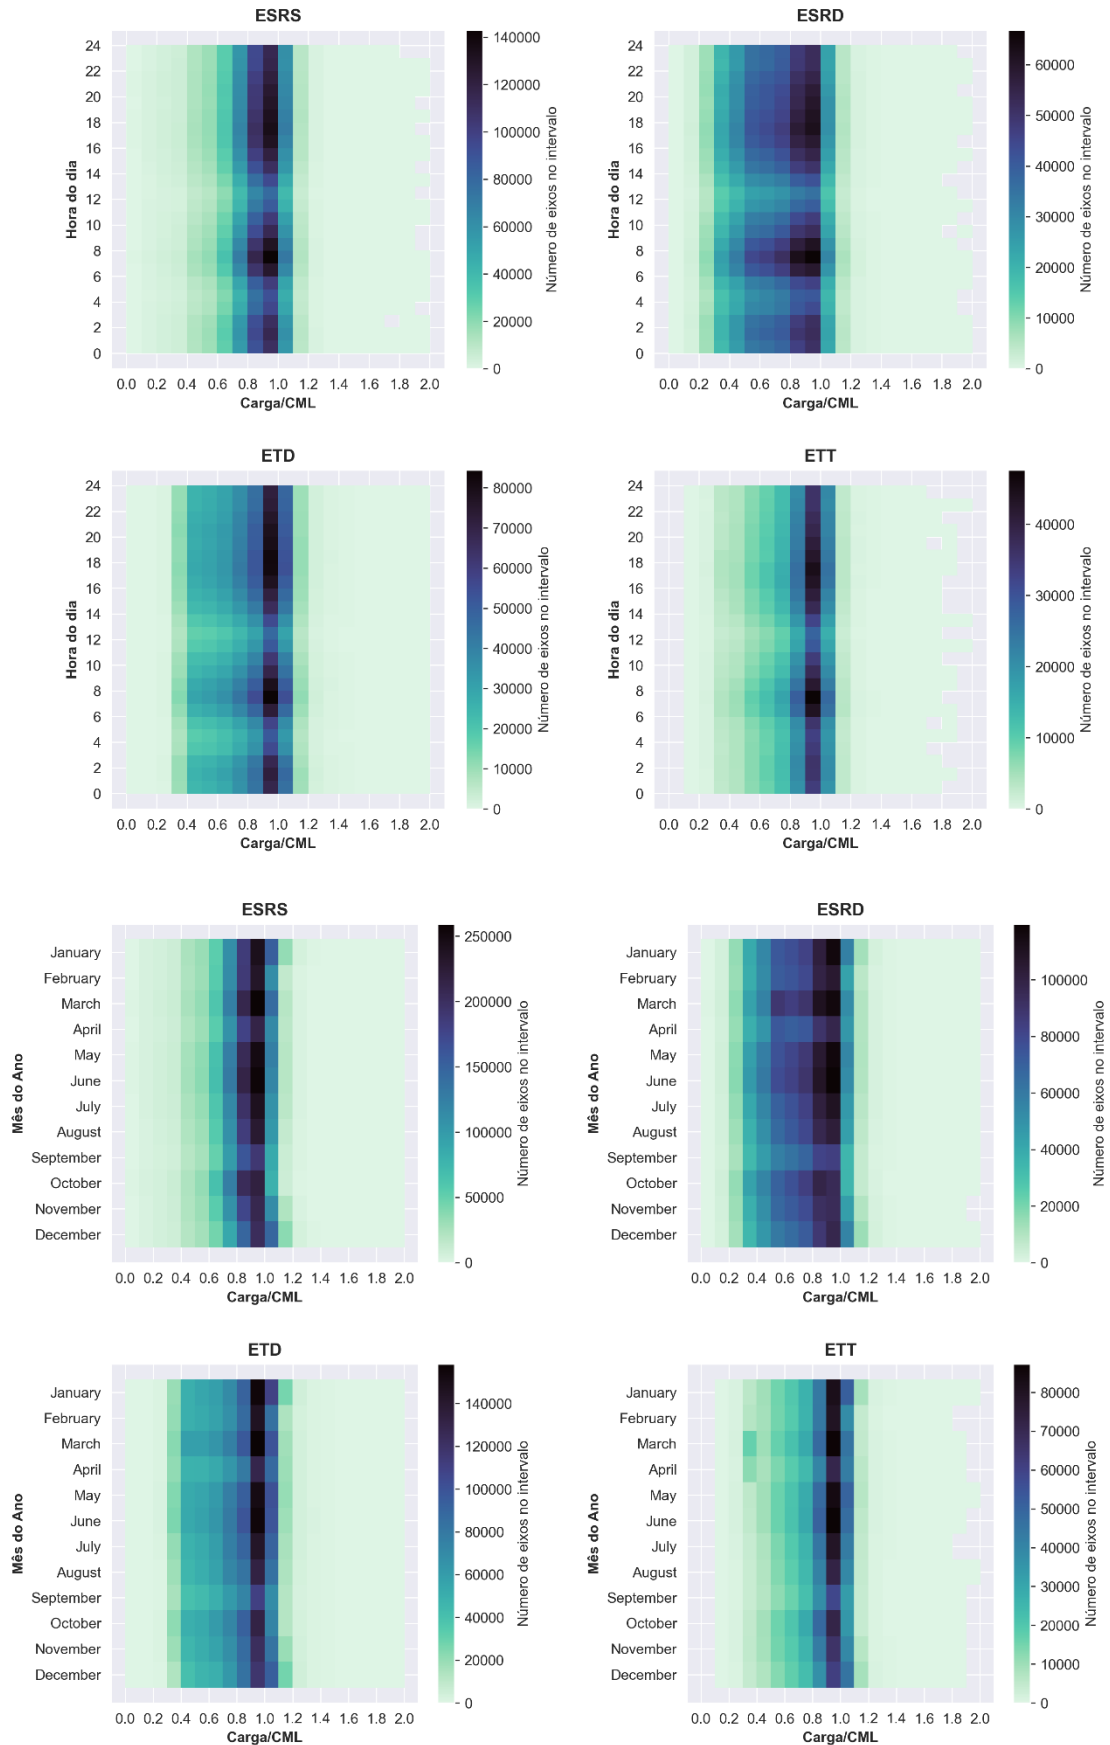 ESRS
24
22
20
18
16
14
12
10
8
6
4
2
0
Hora do dia
0.0 0.2 0.4 0.6 0.8 1.0 1.2 1.4 1.6 1.8 2.0
Carga/CML
140000
120000
100000
80000
60000
40000
20000
0
Número de eixos no intervalo
ESRD
24
22
20
18
16
14
12
10
8
6
4
2
0
Hora do dia
0.0 0.2 0.4 0.6 0.8 1.0 1.2 1.4 1.6 1.8 2.0
Carga/CML
60000
50000
40000
30000
20000
10000
0
Número de eixos no intervalo
ETD
24
22
20
18
16
14
12
10
8
6
4
2
0
Hora do dia
0.0 0.2 0.4 0.6 0.8 1.0 1.2 1.4 1.6 1.8 2.0
Carga/CML
80000
70000
60000
50000
40000
30000
20000
10000
0
Número de eixos no intervalo
ETT
24
22
20
18
16
14
12
10
8
6
4
2
0
Hora do dia
0.0 0.2 0.4 0.6 0.8 1.0 1.2 1.4 1.6 1.8 2.0
Carga/CML
40000
30000
20000
10000
0
Número de eixos no intervalo
ESRS
January
February
March
April
May
June
July
August
September
October
November
December
Mês do Ano
0.0 0.2 0.4 0.6 0.8 1.0 1.2 1.4 1.6 1.8 2.0
Carga/CML
250000
200000
150000
100000
50000
0
Número de eixos no intervalo
ESRD
January
February
March
April
May
June
July
August
September
October
November
December
Mês do Ano
0.0 0.2 0.4 0.6 0.8 1.0 1.2 1.4 1.6 1.8 2.0
Carga/CML
100000
80000
60000
40000
20000
0
Número de eixos no intervalo
ETD
January
February
March
April
May
June
July
August
September
October
November
December
Mês do Ano
0.0 0.2 0.4 0.6 0.8 1.0 1.2 1.4 1.6 1.8 2.0
Carga/CML
140000
120000
100000
80000
60000
40000
20000
0
Número de eixos no intervalo
ETT
January
February
March
April
May
June
July
August
September
October
November
December
Mês do Ano
0.0 0.2 0.4 0.6 0.8 1.0 1.2 1.4 1.6 1.8 2.0
Carga/CML
80000
70000
60000
50000
40000
30000
20000
10000
0
Número de eixos no intervalo